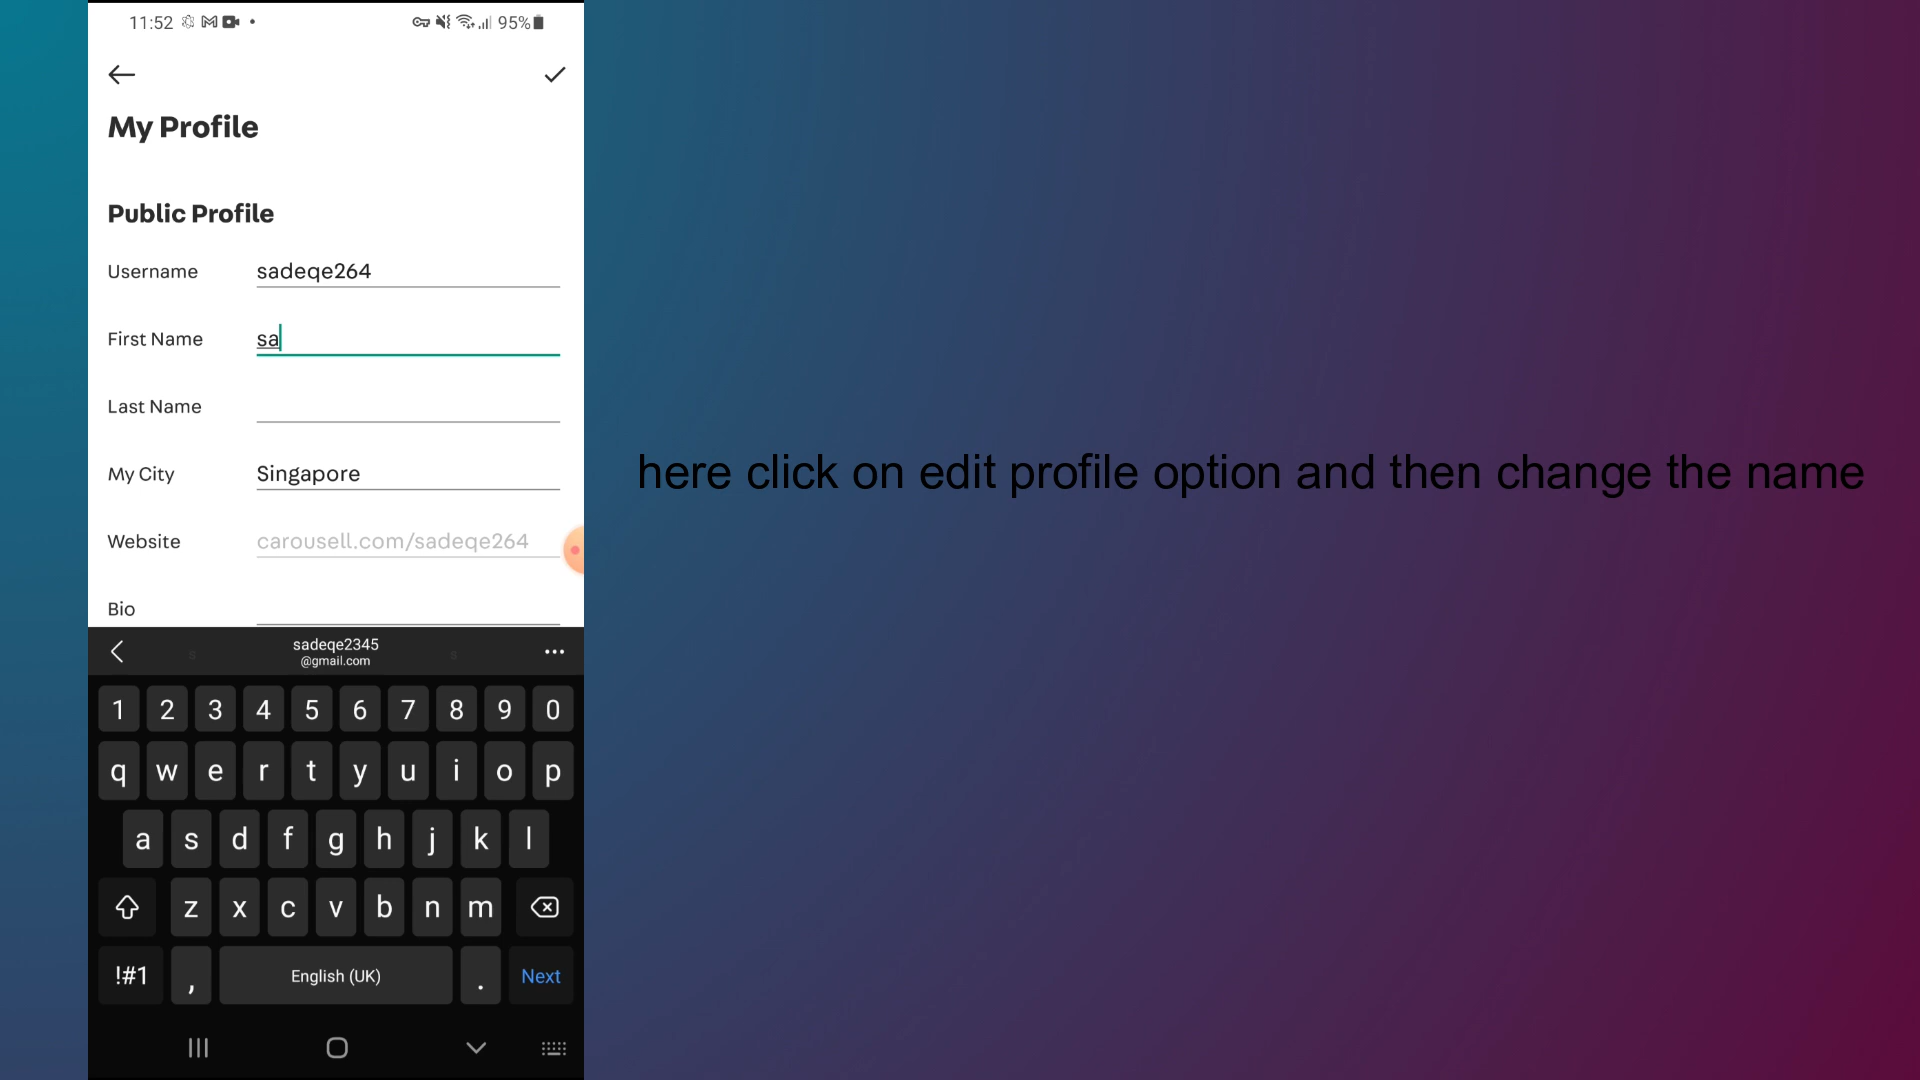 11:52
95%
My Profile
Public Profile
Username sadeqe264
First Name sa
Last Name
My City Singapore
Website carousell.com/sadeqe264
Bio
here click on edit profile option and then change the name
s sadeqe2345 s
@gmail.com
1 2 3 4 5 6 7 8 9 0
q w e r t y u i o p
a s d f g h j k l
z x c v b n m
!#1 , English (UK) . Next